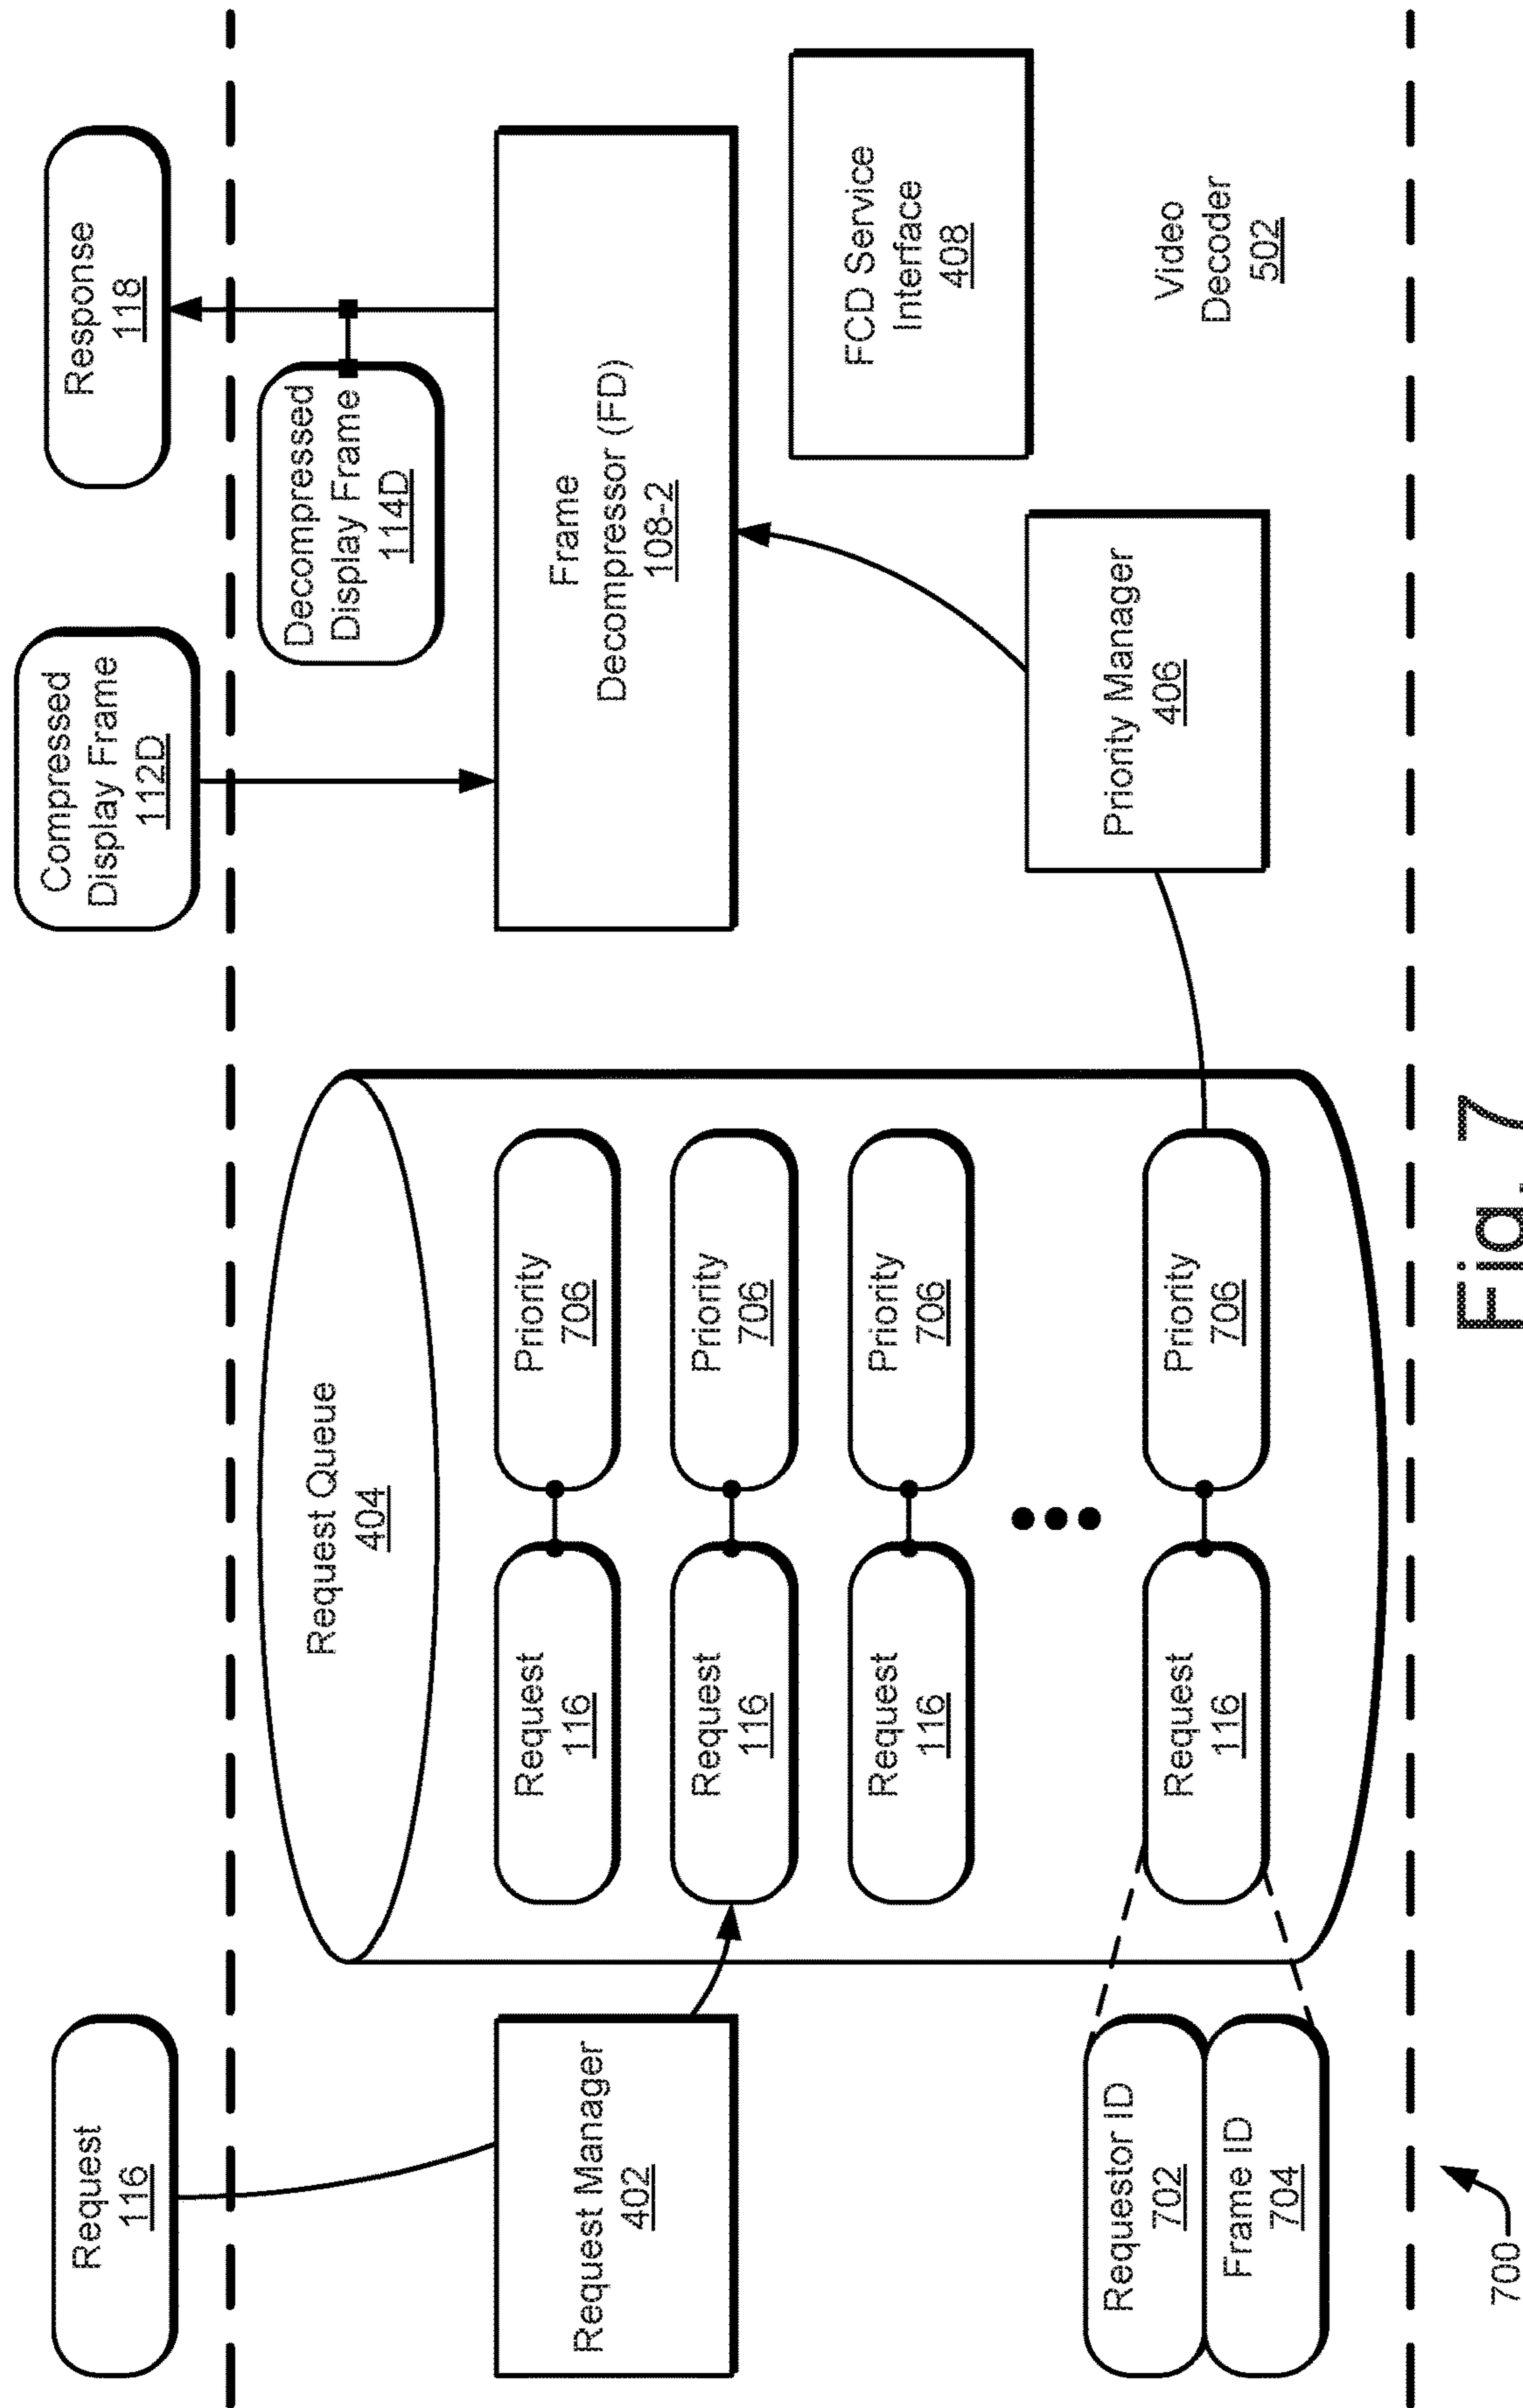 Request
116
Compressed
Display Frame
112D
Response
118
Request Queue
404
Decompressed
Display Frame
114D
Request Manager
402
Request
116
Priority
706
Request
116
Priority
706
Request
116
Priority
706
Request
116
Priority
706
Frame
Decompressor (FD)
108-2
FCD Service
Interface
408
Requestor ID
702
Frame ID
704
Priority Manager
406
Video
Decoder
502
700
Fig. 7